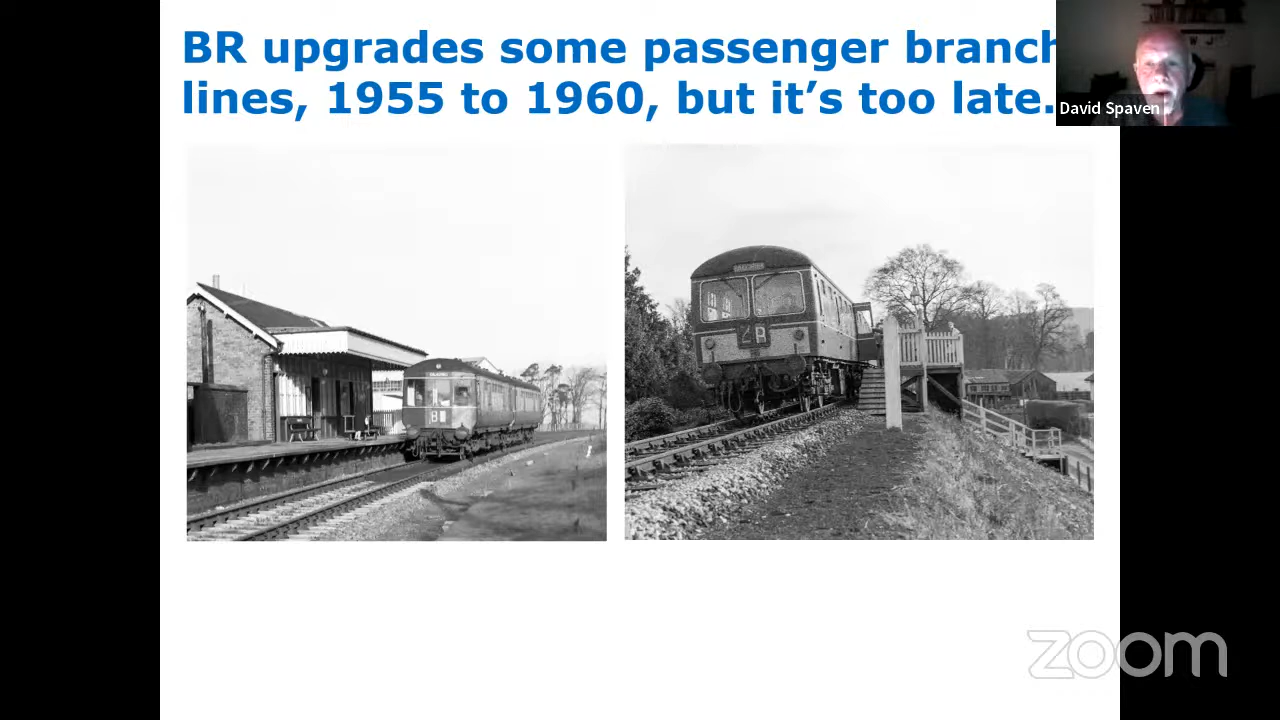 BR upgrades some passenger branch
lines, 1955 to 1960, but it’s too late.
David Spaven
zoom